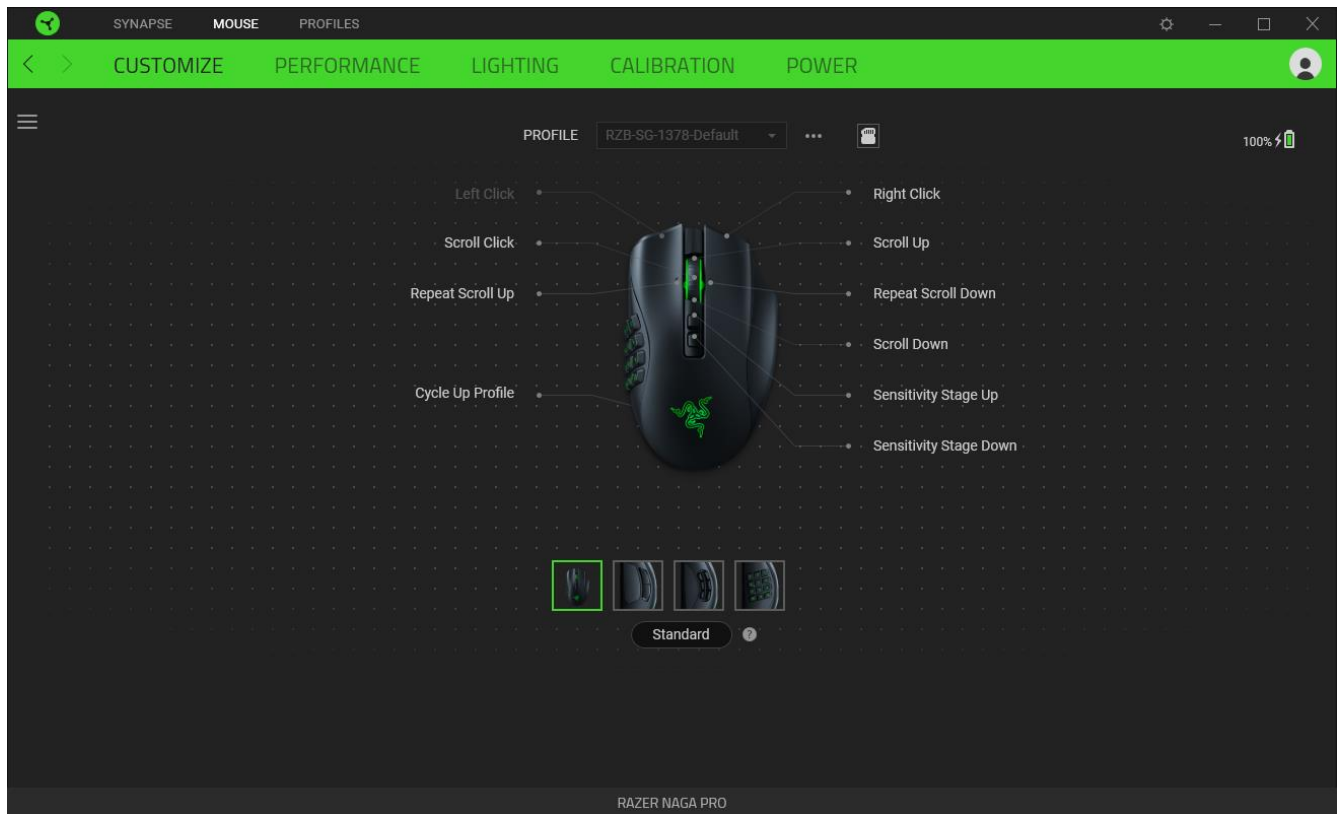 SYNAPSE MOUSE PROFILES
CUSTOMIZE PERFORMANCE LIGHTING CALIBRATION POWER
PROFILE RZB-SG-1378-Default
100%
Left Click
Right Click
Scroll Click
Scroll Up
Repeat Scroll Up
Repeat Scroll Down
Scroll Down
Cycle Up Profile
Sensitivity Stage Up
Sensitivity Stage Down
Standard ?
RAZER NAGA PRO